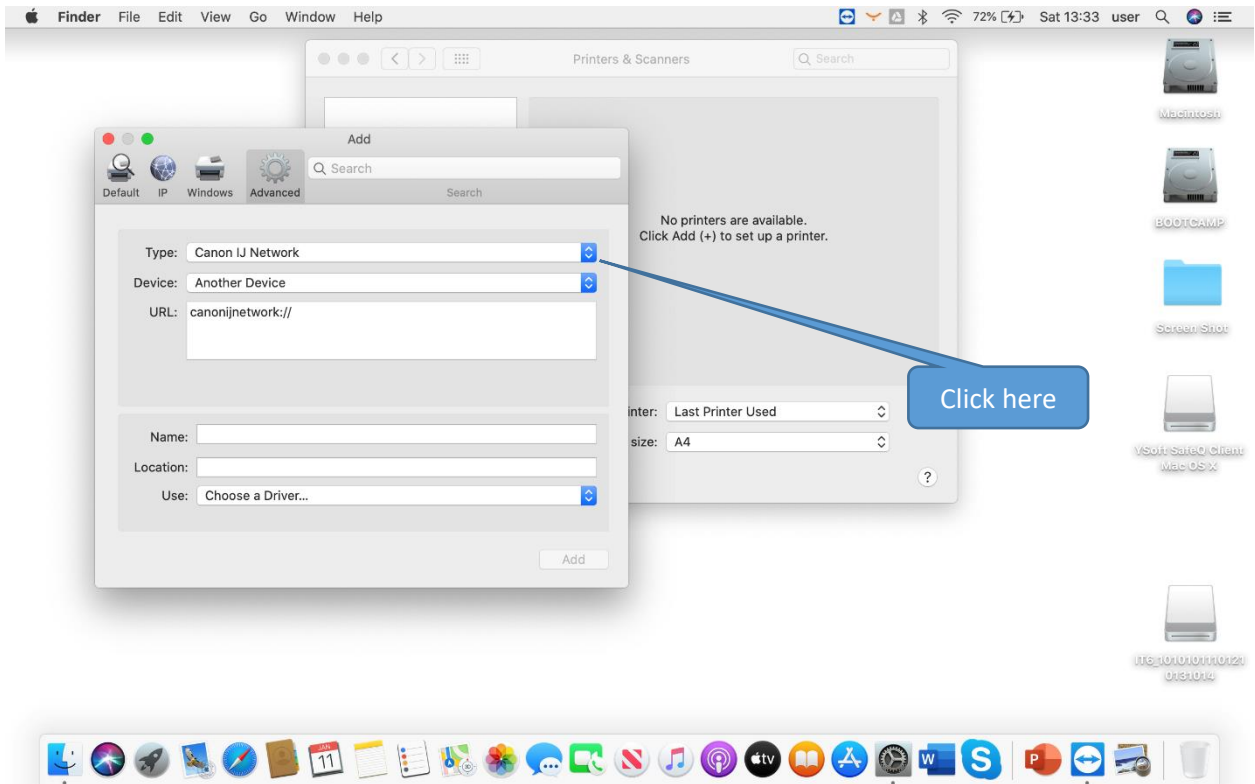 Finder File Edit View Go Window Help 72% Sat 13:33 user
Printers & Scanners Search
Macintosh
Add
Search
Default IP Windows Advanced Search
No printers are available.
Click Add (+) to set up a printer.
BOOTCAMP
Type: Canon IJ Network
Device: Another Device
URL: canonijnetwork://
Screen Shot
Click here
inter: Last Printer Used
Name:
size: A4
YSoft SafeQ Client
Mac OS X
Location:
?
Use: Choose a Driver...
Add
JAN
11
tv
W
S
P